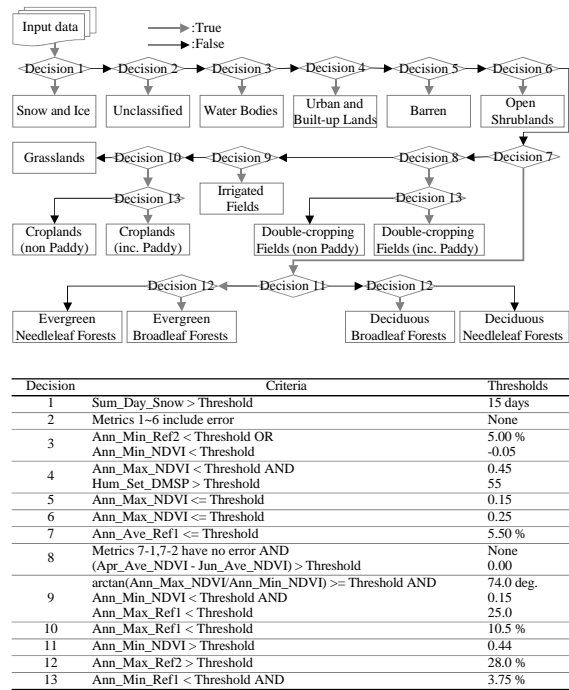 Input data
:True
:False
Decision 1 Decision 2 Decision 3 Decision 4 Decision 5 Decision 6
Snow and Ice
Unclassified
Water Bodies
Urban and
Built-up Lands
Barren
Open
Shrublands
Grasslands
Decision 10 Decision 9 Decision 8 Decision 7
Irrigated
Fields
Decision 13 Decision 13
Croplands
(non Paddy)
Croplands
(inc. Paddy)
Double-cropping
Fields (non Paddy)
Double-cropping
Fields (inc. Paddy)
Decision 12 Decision 11 Decision 12
Evergreen
Needleleaf Forests
Evergreen
Broadleaf Forests
Deciduous
Broadleaf Forests
Deciduous
Needleleaf Forests
Decision Criteria Thresholds
1 Sum_Day_Snow > Threshold 15 days
2 Metrics 1~6 include error None
3 Ann_Min_Ref2 < Threshold OR 5.00 %
Ann_Min_NDVI < Threshold -0.05
4 Ann_Max_NDVI < Threshold AND 0.45
Hum_Set_DMSP > Threshold 55
5 Ann_Max_NDVI <= Threshold 0.15
6 Ann_Max_NDVI <= Threshold 0.25
7 Ann_Ave_Ref1 <= Threshold 5.50 %
8 Metrics 7-1,7-2 have no error AND None
(Apr_Ave_NDVI - Jun_Ave_NDVI) > Threshold 0.00
9 arctan(Ann_Max_NDVI/Ann_Min_NDVI) >= Threshold AND 74.0 deg.
Ann_Min_NDVI < Threshold AND 0.15
Ann_Max_Ref1 < Threshold 25.0
10 Ann_Max_Ref1 < Threshold 10.5 %
11 Ann_Min_NDVI > Threshold 0.44
12 Ann_Max_Ref2 > Threshold 28.0 %
13 Ann_Min_Ref1 < Threshold AND 3.75 %